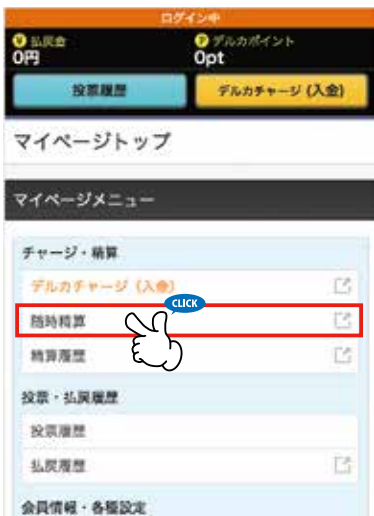 ログイン中
払戻金
デルカポイント
0円
0pt
投票履歴
デルカチャージ (入金)
マイページトップ
マイページメニュー
チャージ・精算
デルカチャージ (入金)
CLICK
随時精算
精算履歴
投票・払戻履歴
投票履歴
払戻履歴
会員情報・各種設定